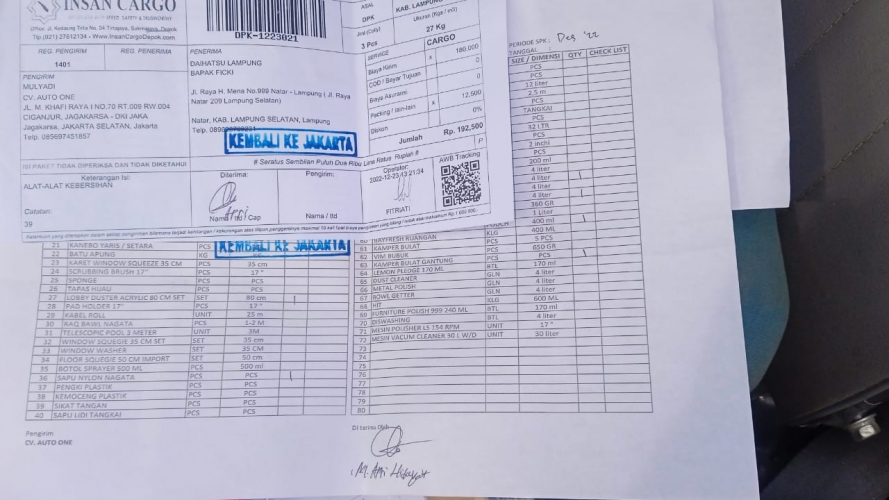 INSAN CARGO
Tlp.(021) 27812134 - Www.InsanCargoDepok.com
DPK-1223021
ASAL
KAB. LAMPUNG
DPK
Ukuran (Kgs / m3)
27 Kg
3 Pcs
SERVICE
CARGO
Biaya Kirim
x
180,000
COD / Bayar Tujuan
0
Biaya Asuransi
0
Packing / lain-lain
x
12,500
Diskon
0%
Jumlah
Rp. 192,500
REG. PENGIRIM
REG. PENERIMA
1401
PENGIRIM
MULYADI
CV. AUTO ONE
JL. M. KHAFI RAYA I NO.70 RT.009 RW.004
CIGANJUR, JAGAKARSA - DKI JAKA
Jagakarsa, JAKARTA SELATAN, Jakarta
Telp. 085697451857
PENERIMA
DAIHATSU LAMPUNG
BAPAK FICKI
Jl. Raya H. Mena No.999 Natar - Lampung ( Jl. Raya
Natar 209 Lampung Selatan)
Natar, KAB. LAMPUNG SELATAN, Lampung
KEMBALI KE JAKARTA
ISI PAKET TIDAK DIPERIKSA DAN TIDAK DIKETAHUI
# Seratus Sembilan Puluh Dua Ribu Lima Ratus Rupiah #
Keterangan Isi:
ALAT-ALAT KEBERSIHAN
Catatan:
39
Diterima:
Nama / ttd / Cap
Pengirim:
Nama / ttd
Operator:
2022-12-23 13:21:34
FITRIATI
AWB Tracking
PERIODE SPK : Des '22
TANGGAL :
SIZE / DIMENSI QTY CHECK LIST
PCS
PCS
12 liter
2.5 m
PCS
TANGKAI
PCS
32 LTR
PCS
2 inchi
PCS
200 ml
4 liter
4 liter
4 liter
4 liter
360 GR
1 Liter
400 ml
KEMBALI KE JAKARTA
21 KANEBO YARIS / SETARA PCS
22 BATU APUNG KG
23 KARET WINDOW SQUEEZE 35 CM PCS 35 cm
24 SCRUBBING BRUSH 17" PCS 17 "
25 SPONGE PCS PCS
26 TAPAS HIJAU PCS PCS
27 LOBBY DUSTER ACRYLIC 80 CM SET SET 80 cm
28 PAD HOLDER 17" PCS 17 "
29 KABEL ROLL UNIT 25 m
30 RAQ BAWL NAGATA PCS 1-2 M
31 TELESCOPIC POOL 3 METER UNIT 3M
32 WINDOW SQUEGIE 35 CM SET SET 35 cm
33 WINDOW WASHER SET 35 CM
34 FLOOR SQUEGIE 50 CM IMPORT SET 50 cm
35 BOTOL SPRAYER 500 ML PCS 500 ml
36 SAPU NYLON NAGATA PCS PCS
37 PENGKI PLASTIK PCS PCS
38 KEMOCENG PLASTIK PCS PCS
39 SIKAT TANGAN PCS PCS
40 SAPU LIDI TANGKAI PCS PCS
60 BAYFRESH RUANGAN KLG 400 ML
61 KAMPER BULAT PCS 5 PCS
62 VIM BUBUK PCS 850 GR
63 KAMPER BULAT GANTUNG PCS PCS
64 LEMON PLEDGE 170 ML BTL 170 ml
65 DUST CLEANER GLN 4 liter
66 METAL POLISH GLN 4 liter
67 BOWL GETTER GLN 4 liter
68 HIT KLG 600 ML
69 FURNITURE POLISH 999 240 ML BTL 170 ml
70 DISWASHING BTL 4 liter
71 MESIN POLISHER LS 154 RPM UNIT 17 "
72 MESIN VACUM CLEANER 30 L W/D UNIT 30 liter
73
74
75
76
77
78
79
80
Pengirim
CV. AUTO ONE
Di terima Oleh